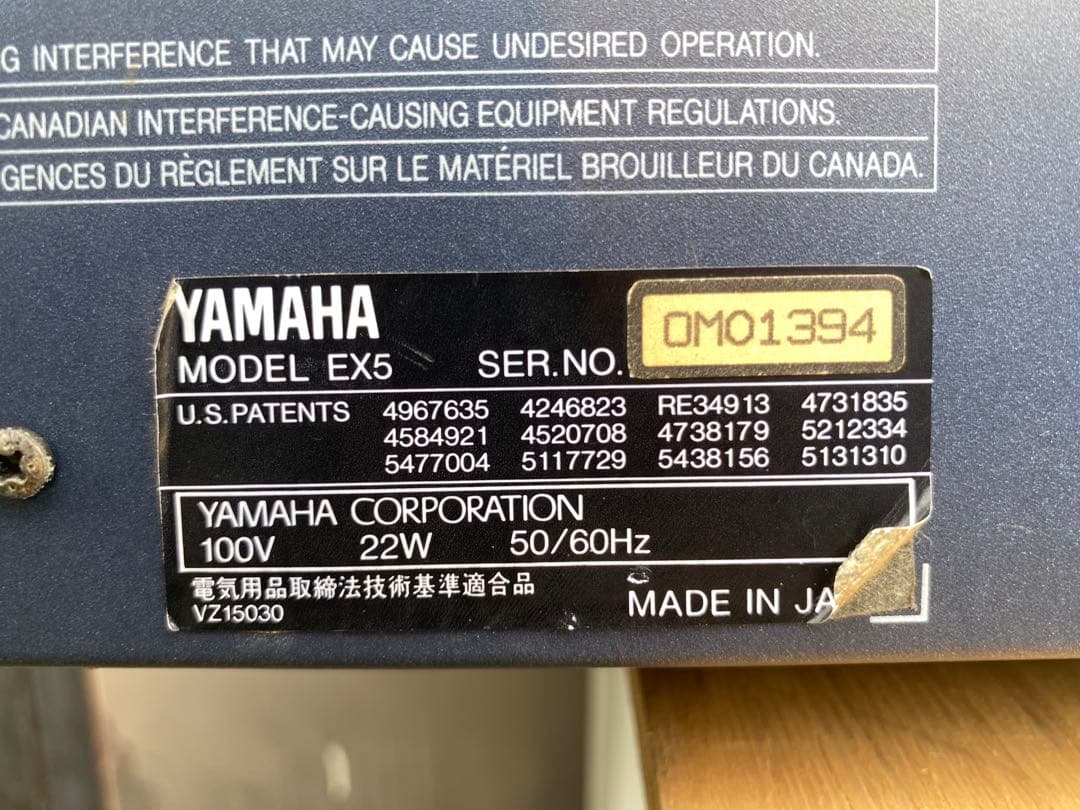 G INTERFERENCE THAT MAY CAUSE UNDESIRED OPERATION.
CANADIAN INTERFERENCE-CAUSING EQUIPMENT REGULATIONS.
GENCES DU RÈGLEMENT SUR LE MATÉRIEL BROUILLEUR DU CANADA.
YAMAHA
MODEL EX5 SER.NO. OMO1394
U.S.PATENTS 4967635 4246823 RE34913 4731835
4584921 4520708 4738179 5212334
5477004 5117729 5438156 5131310
YAMAHA CORPORATION
100V 22W 50/60Hz
電気用品取締法技術基準適合品
VZ15030 MADE IN JA